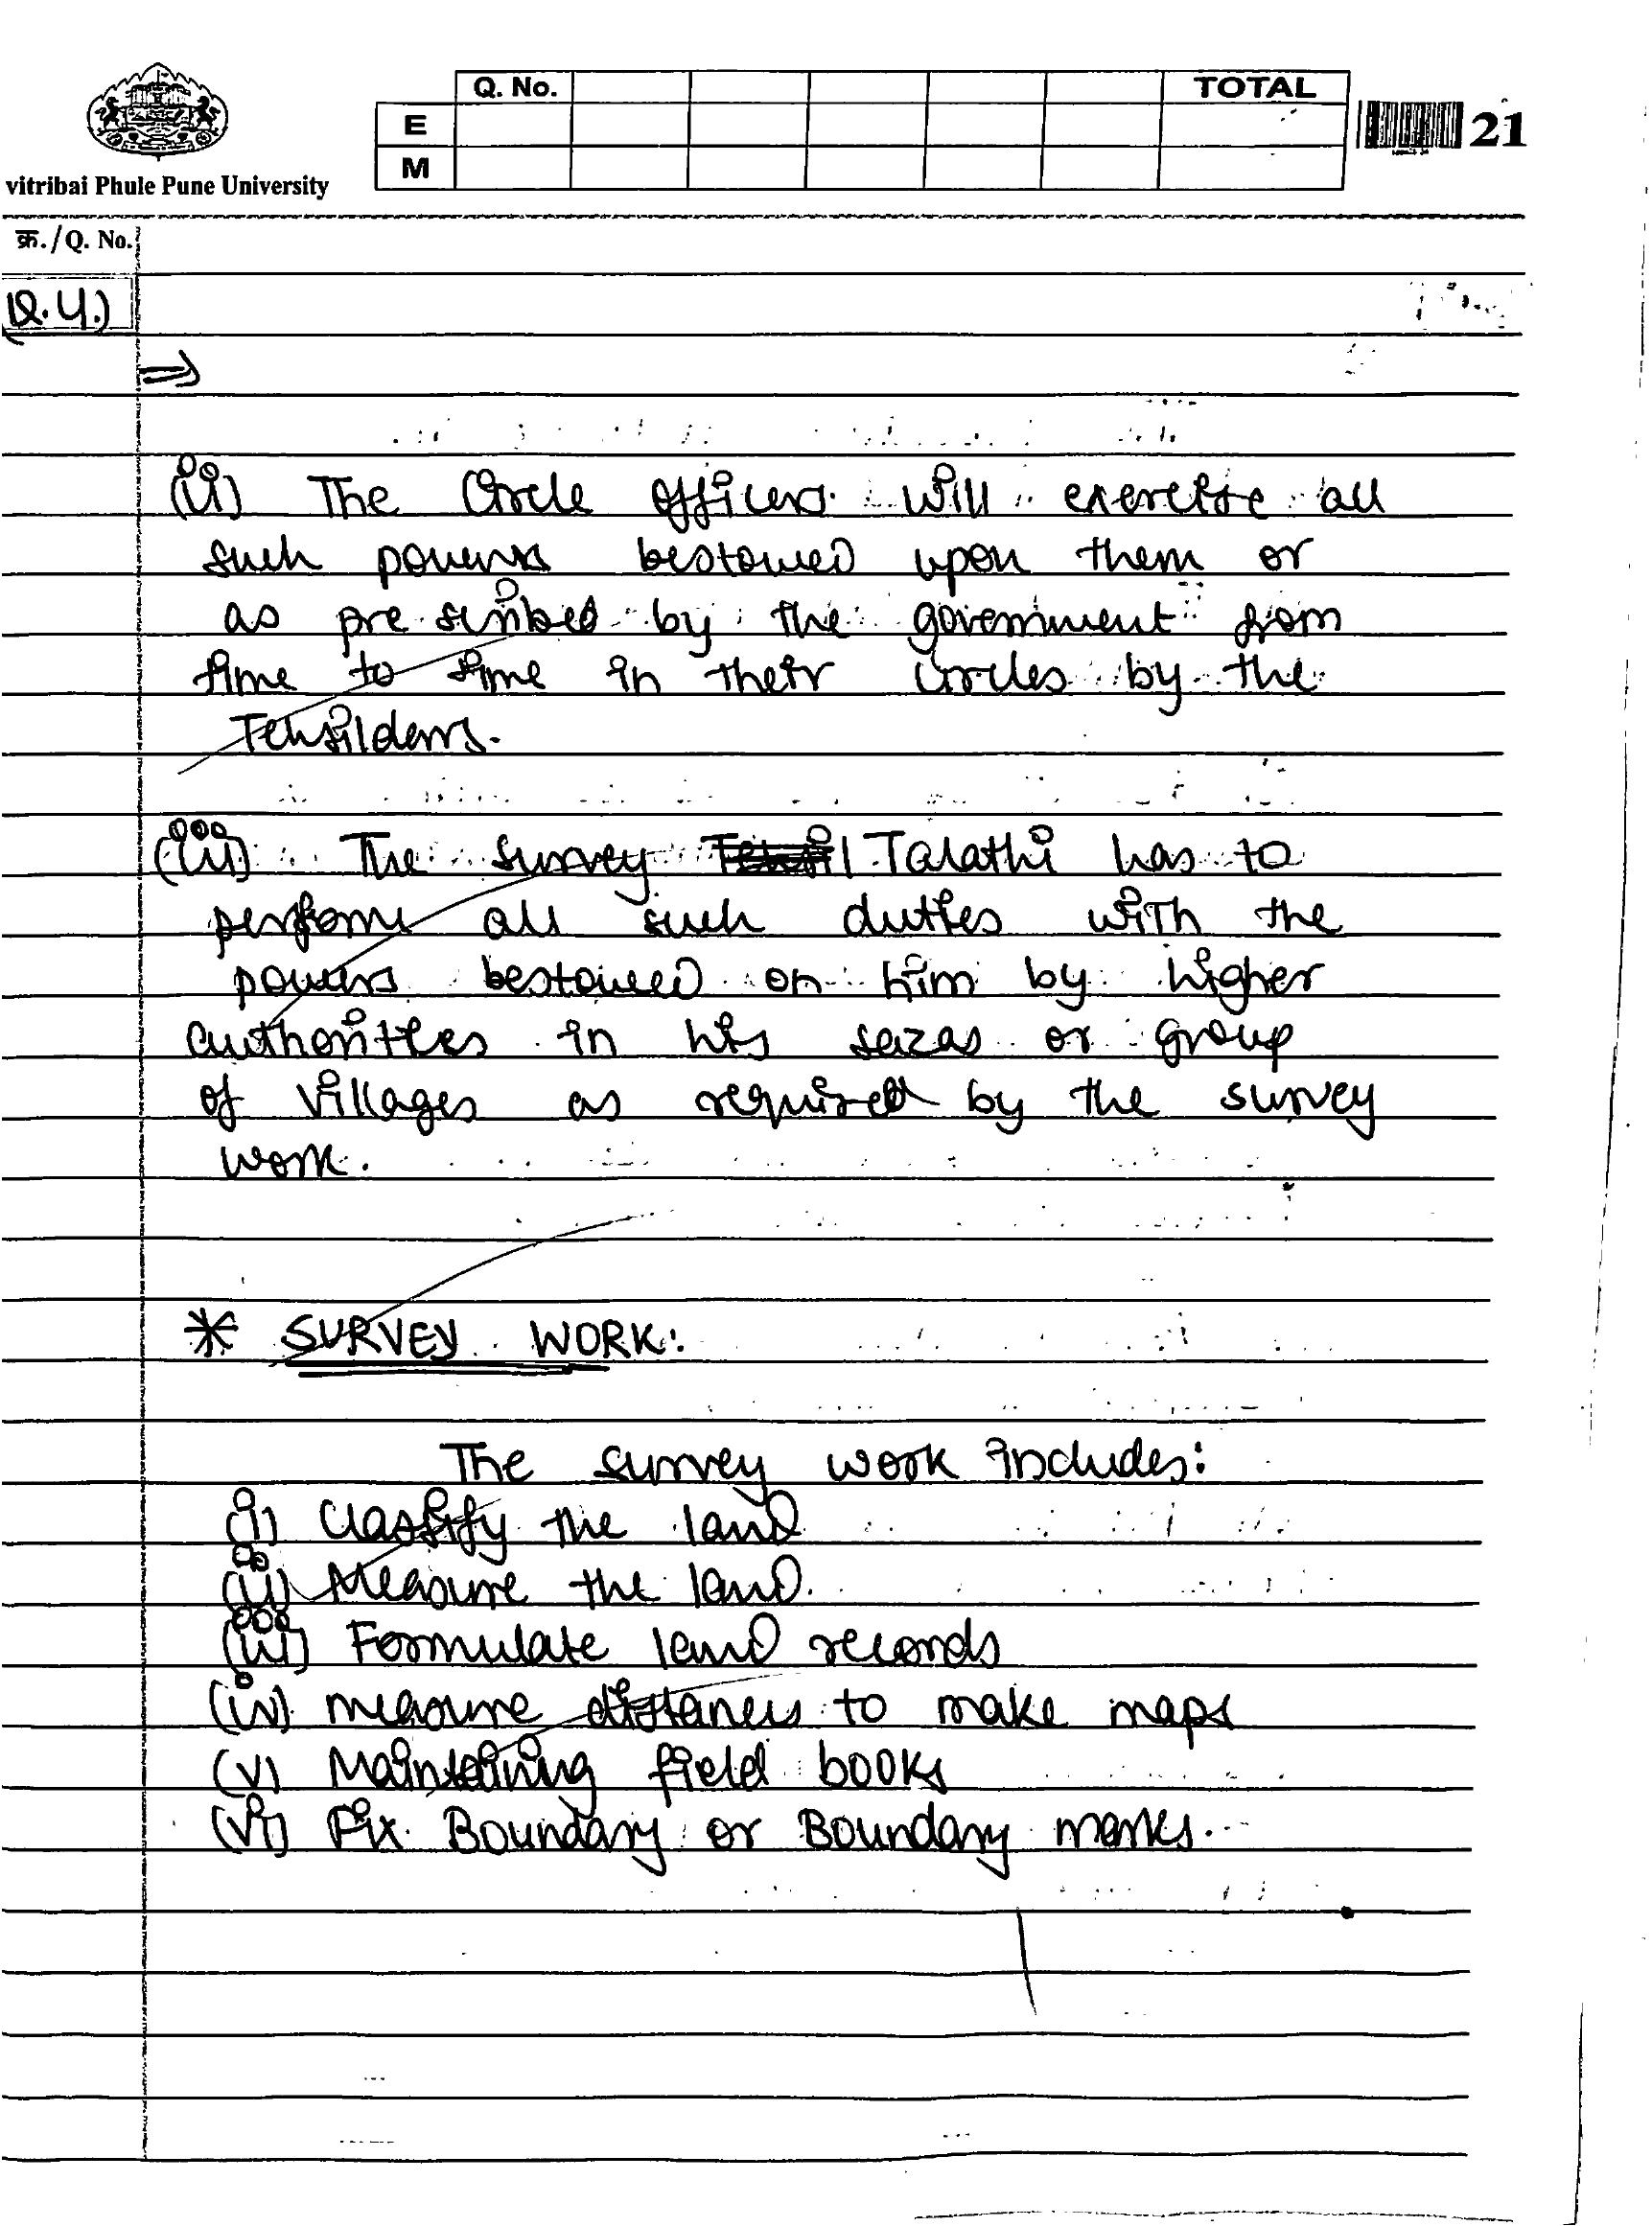 Q. No. TOTAL
E
M
21
vitribai Phule Pune University
क्र./Q. No.
Q.4.)
⇒
(ii) The Circle officers will exercise all
such powers bestowed upon them or
as prescribed by the government from
time to time in their circles by the
Tehsilders.
(iii) The survey Talathi has to
perform all such duties with the
powers bestowed on him by higher
authorities in his sazas or group
of villages as required by the survey
work.
* SURVEY WORK:
The survey work includes:
(i) Classify the land
(ii) Measure the land.
(iii) Formulate land records
(iv) measure distances to make maps
(v) Maintaining field books
(vi) Fix Boundary or Boundary marks.